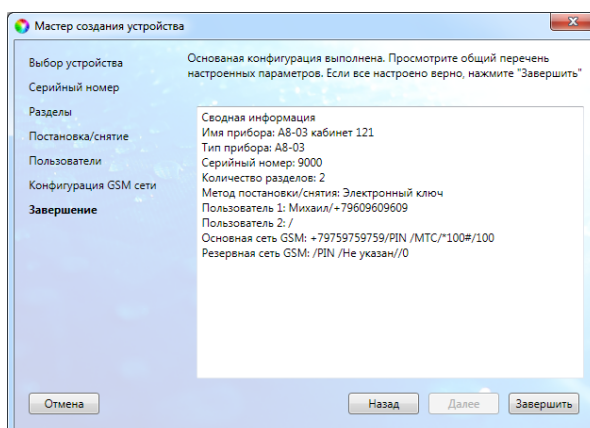 Мастер создания устройства
Выбор устройства
Серийный номер
Разделы
Постановка/снятие
Пользователи
Конфигурация GSM сети
Завершение
Основаная конфигурация выполнена. Просмотрите общий перечень
настроенных параметров. Если все настроено верно, нажмите "Завершить"
Сводная информация
Имя прибора: А8-03 кабинет 121
Тип прибора: А8-03
Серийный номер: 9000
Количество разделов: 2
Метод постановки/снятия: Электронный ключ
Пользователь 1: Михаил/+79609609609
Пользователь 2: /
Основная сеть GSM: +79759759759/PIN /МТС/*100#/100
Резервная сеть GSM: /PIN /Не указан//0
Отмена
Назад
Далее
Завершить